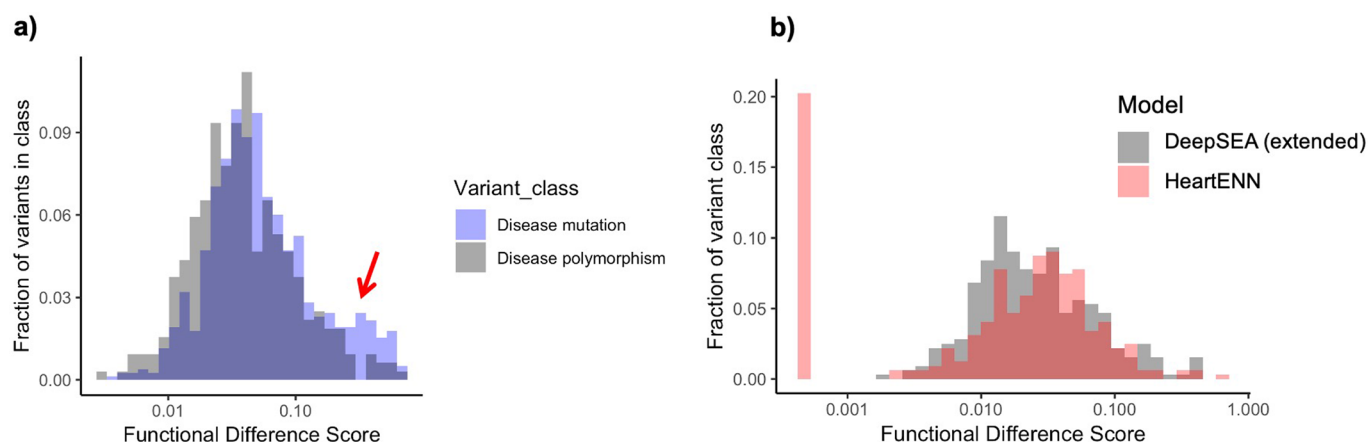 a)
Fraction of variants in class
0.09
0.06
0.03
0.00
0.01
0.10
Functional Difference Score
Variant_class
Disease mutation
Disease polymorphism
b)
Fraction of variant class
0.20
0.15
0.10
0.05
0.00
0.001
0.010
0.100
1.000
Functional Difference Score
Model
DeepSEA (extended)
HeartENN